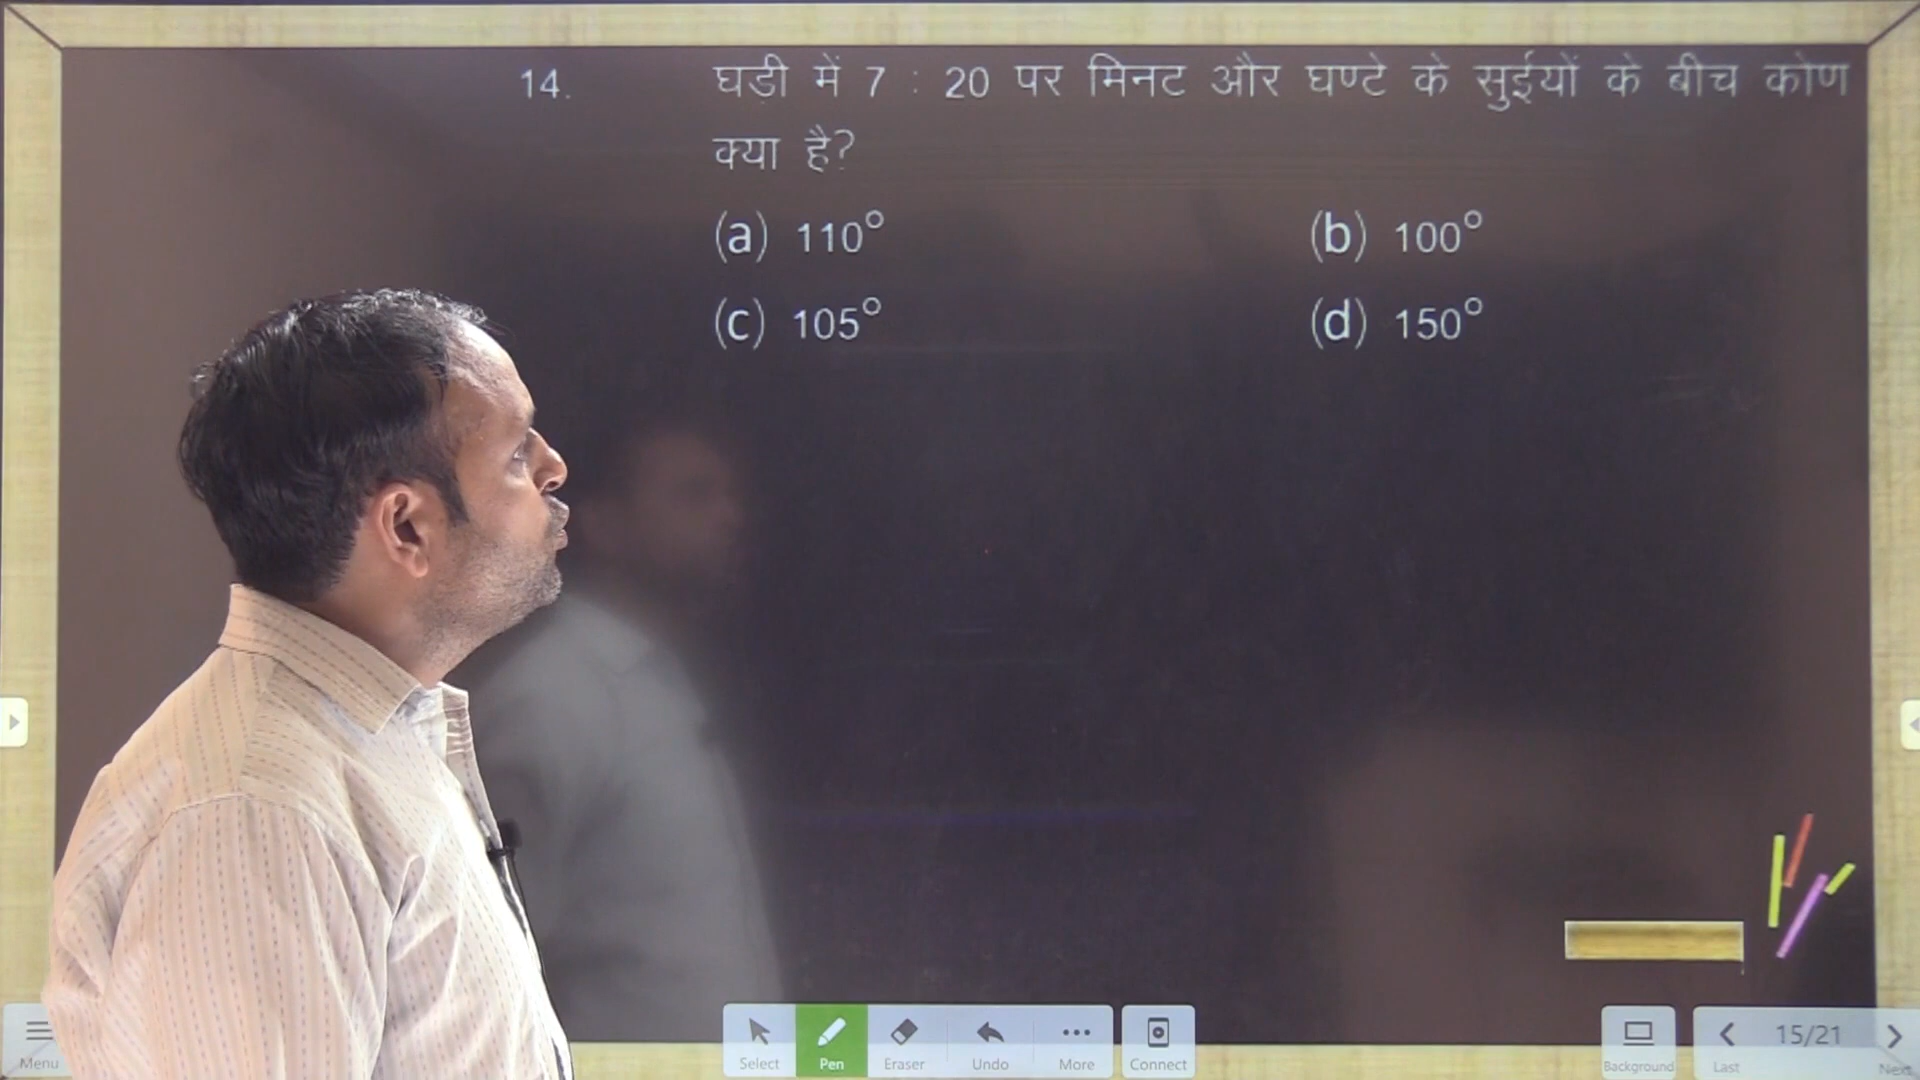 14. घडी में 7 : 20 पर मिनट और घण्टे के सुईयों के बीच कोण
क्या है?
(a) 110° (b) 100°
(c) 105° (d) 150°
Menu Select Pen Eraser Undo More Connect Background Last 15/21 Next